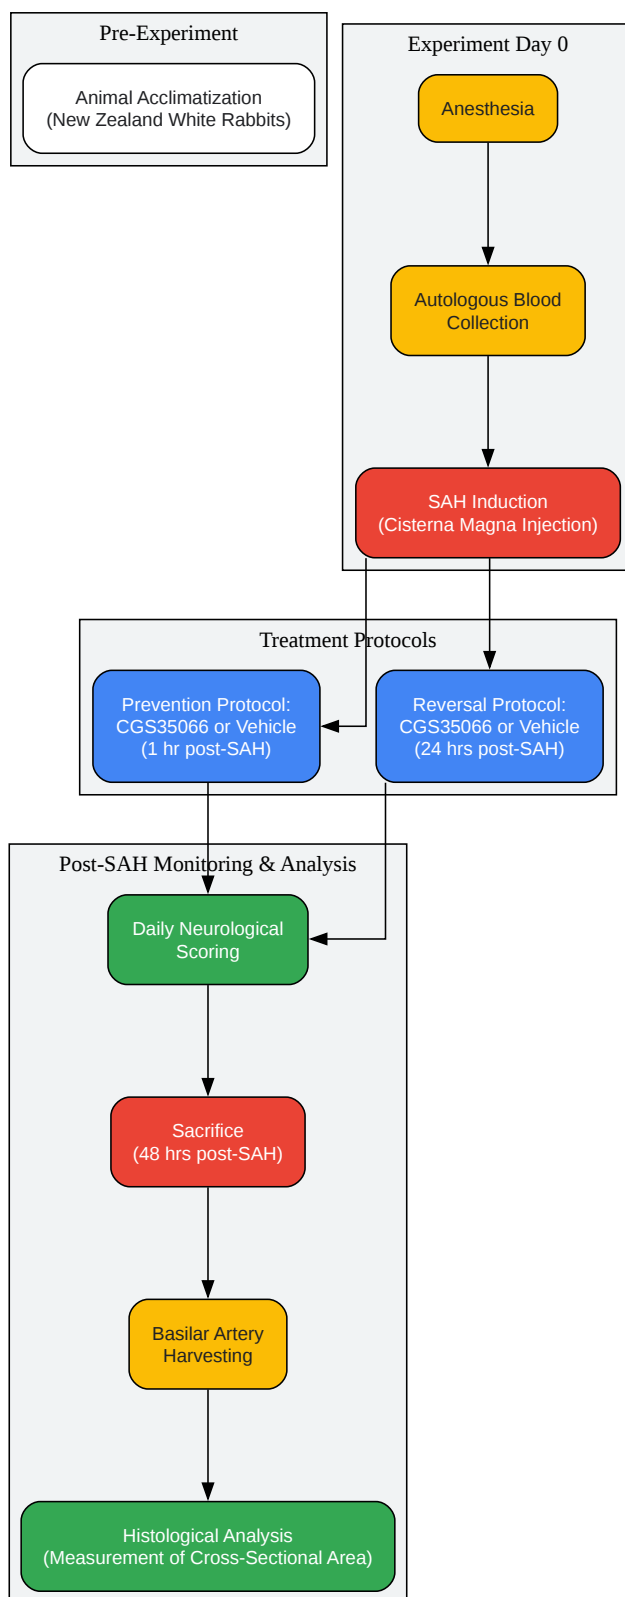 Pre-Experiment
Animal Acclimatization
(New Zealand White Rabbits)
Experiment Day 0
Anesthesia
Autologous Blood
Collection
SAH Induction
(Cisterna Magna Injection)
Treatment Protocols
Prevention Protocol:
CGS35066 or Vehicle
(1 hr post-SAH)
Reversal Protocol:
CGS35066 or Vehicle
(24 hrs post-SAH)
Post-SAH Monitoring & Analysis
Daily Neurological
Scoring
Sacrifice
(48 hrs post-SAH)
Basilar Artery
Harvesting
Histological Analysis
(Measurement of Cross-Sectional Area)